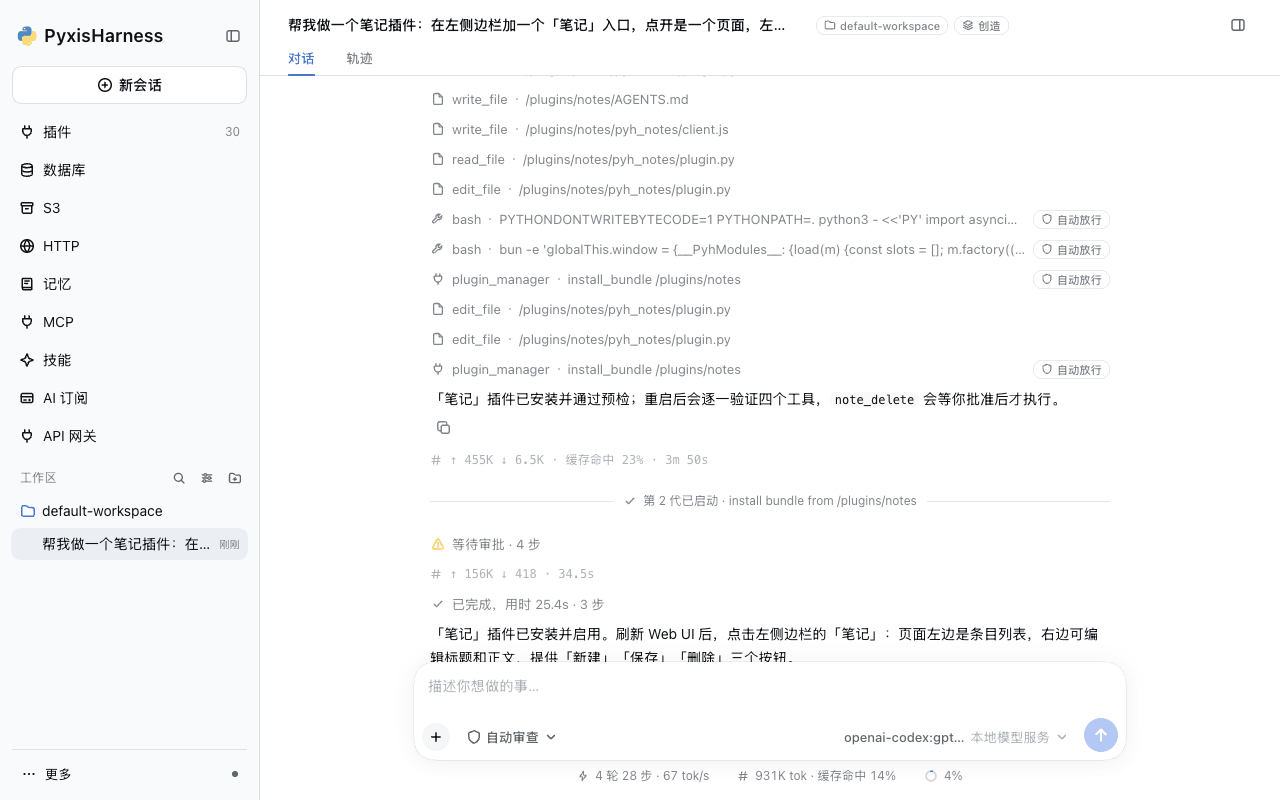 PyxisHarness
新会话
插件 30
数据库
S3
HTTP
记忆
MCP
技能
AI 订阅
API 网关
工作区
default-workspace
帮我做一个笔记插件：在... 刚刚
更多
帮我做一个笔记插件：在左侧边栏加一个「笔记」入口，点开是一个页面，左... default-workspace 创造
对话 轨迹
write_file · /plugins/notes/AGENTS.md
write_file · /plugins/notes/pyh_notes/client.js
read_file · /plugins/notes/pyh_notes/plugin.py
edit_file · /plugins/notes/pyh_notes/plugin.py
bash · PYTHONDONTWRITEBYTECODE=1 PYTHONPATH=. python3 - <<'PY' import asynci... 自动放行
bash · bun -e 'globalThis.window = {__PyhModules__: {load(m) {const slots = []; m.factory((... 自动放行
plugin_manager · install_bundle /plugins/notes 自动放行
edit_file · /plugins/notes/pyh_notes/plugin.py
edit_file · /plugins/notes/pyh_notes/plugin.py
plugin_manager · install_bundle /plugins/notes 自动放行
「笔记」插件已安装并通过预检；重启后会逐一验证四个工具， note_delete 会等你批准后才执行。
# ↑ 455K ↓ 6.5K · 缓存命中 23% · 3m 50s
第 2 代已启动 · install bundle from /plugins/notes
等待审批 · 4 步
# ↑ 156K ↓ 418 · 34.5s
已完成，用时 25.4s · 3 步
「笔记」插件已安装并启用。刷新 Web UI 后，点击左侧边栏的「笔记」：页面左边是条目列表，右边可编
辑标题和正文，提供「新建」「保存」「删除」三个按钮。
描述你想做的事...
自动审查
openai-codex:gpt... 本地模型服务
4 轮 28 步 · 67 tok/s # 931K tok · 缓存命中 14% 4%